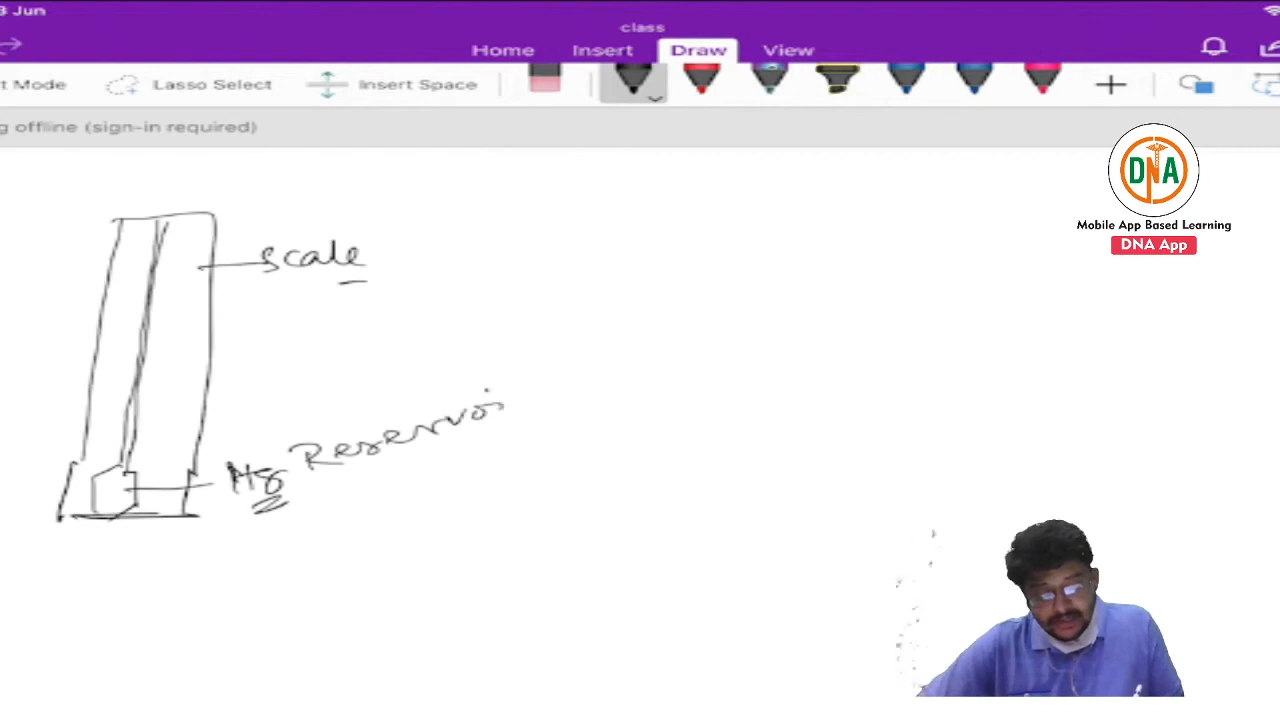 3 Jun
class
Home Insert Draw View
t Mode Lasso Select Insert Space
g offline (sign-in required)
DNA
Mobile App Based Learning
DNA App
scale
Hg Reservoi